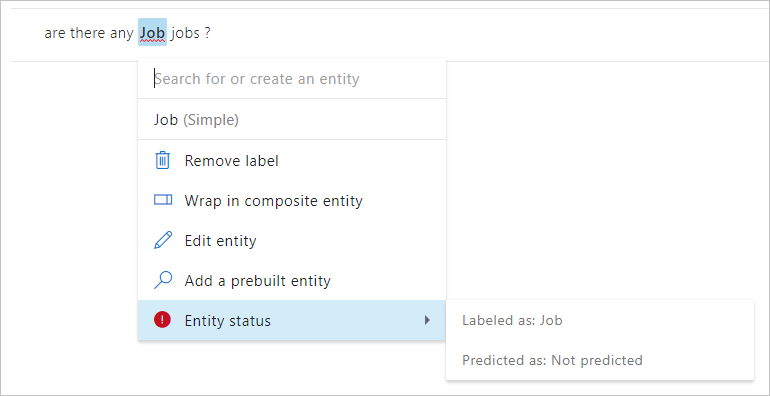 are there any Job jobs ?
Search for or create an entity
Job (Simple)
Remove label
Wrap in composite entity
Edit entity
Add a prebuilt entity
Entity status
Labeled as: Job
Predicted as: Not predicted